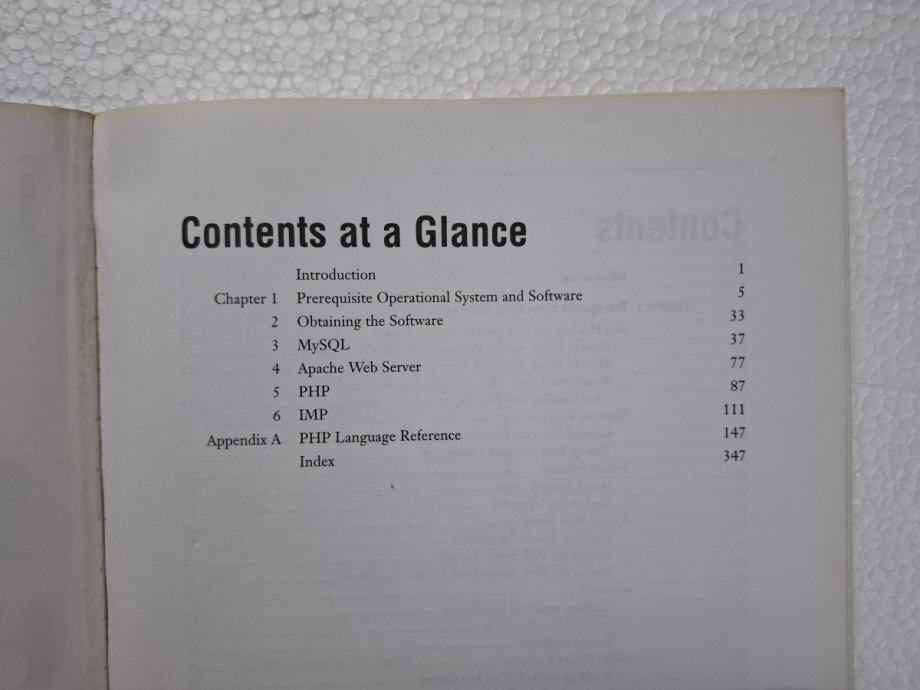 Contents at a Glance
Introduction 1
Chapter 1 Prerequisite Operational System and Software 5
2 Obtaining the Software 33
3 MySQL 37
4 Apache Web Server 77
5 PHP 87
6 IMP 111
Appendix A PHP Language Reference 147
Index 347